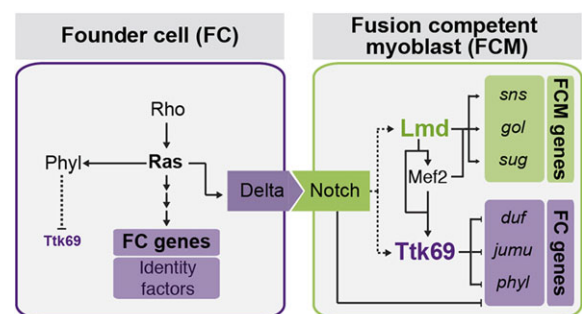 Founder cell (FC)
Fusion competent
myoblast (FCM)
Rho
Phyl
Ras
Ttk69
FC genes
Identity
factors
Delta
Notch
Lmd
Mef2
Ttk69
sns
gol
sug
FCM genes
duf
jumu
phyl
FC genes